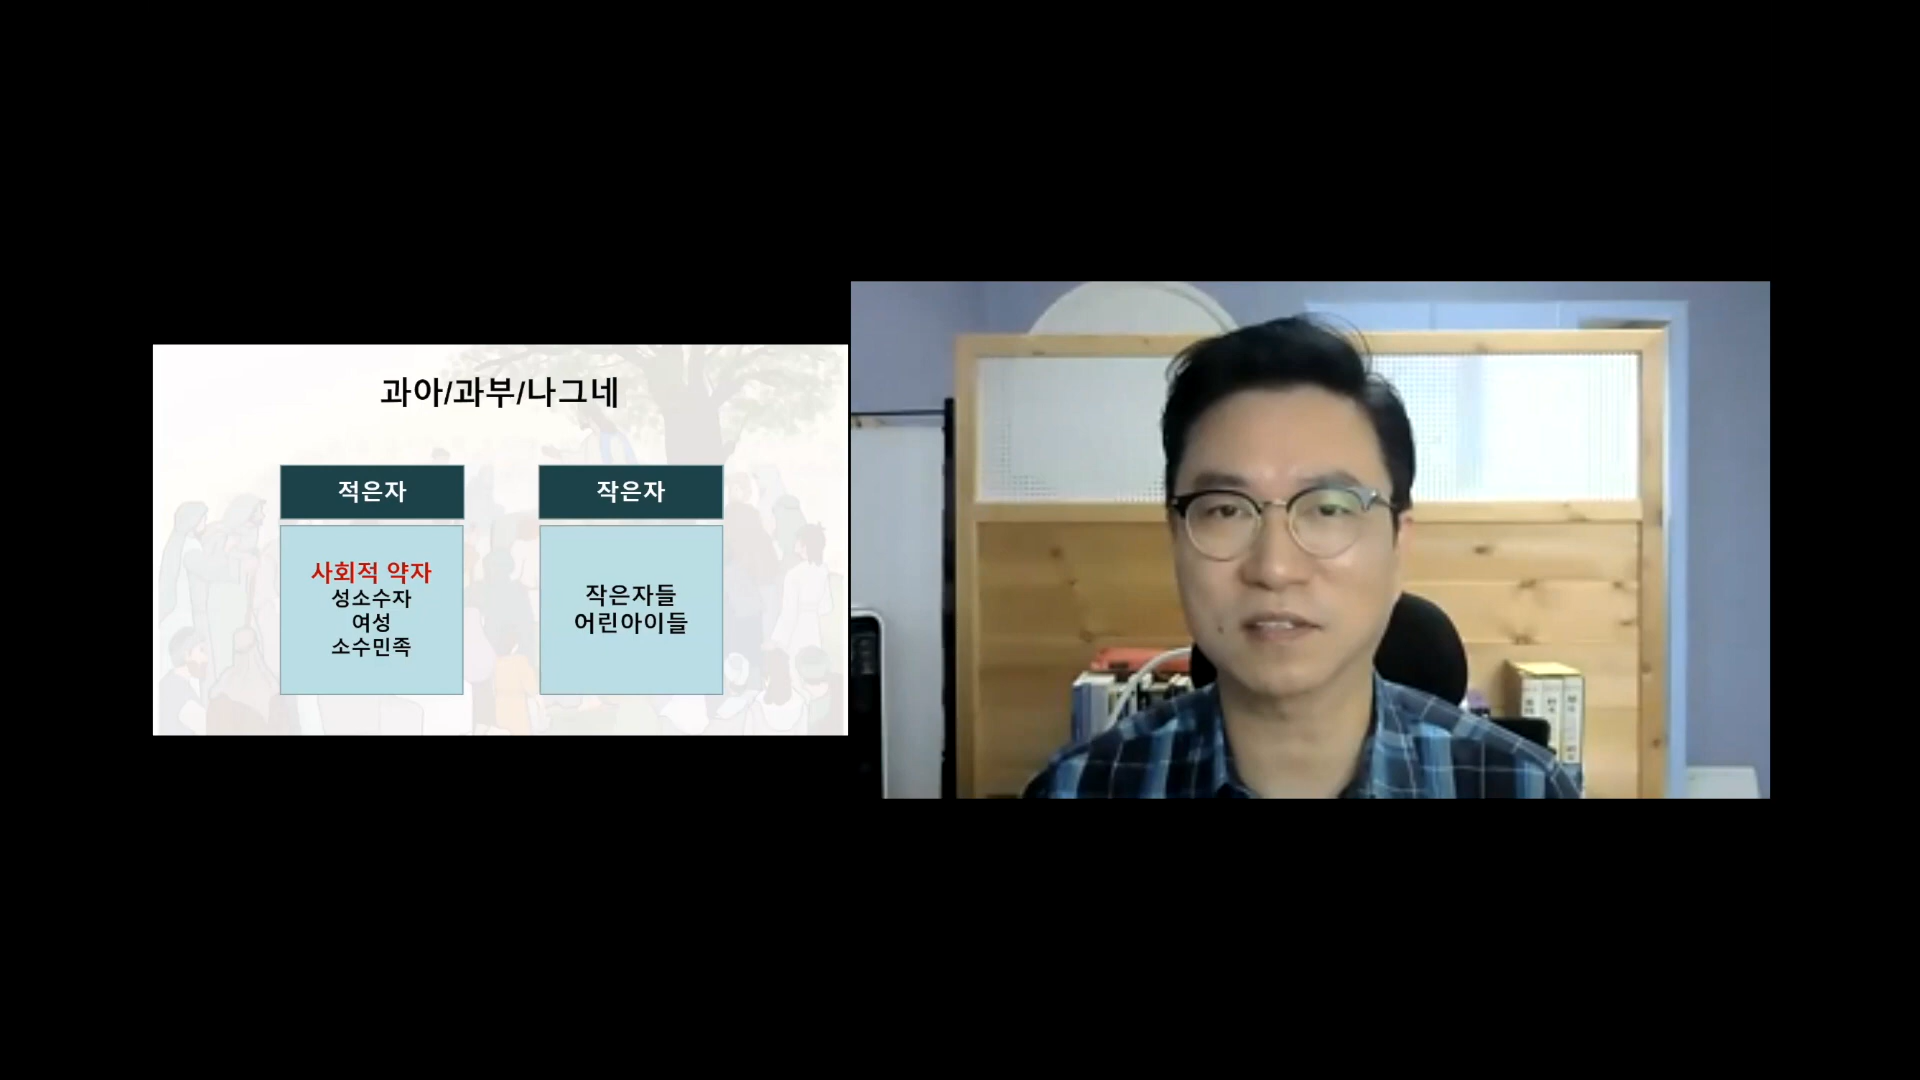 과아/과부/나그네
적은자
작은자
사회적 약자
성소수자
여성
소수민족
작은자들
어린아이들